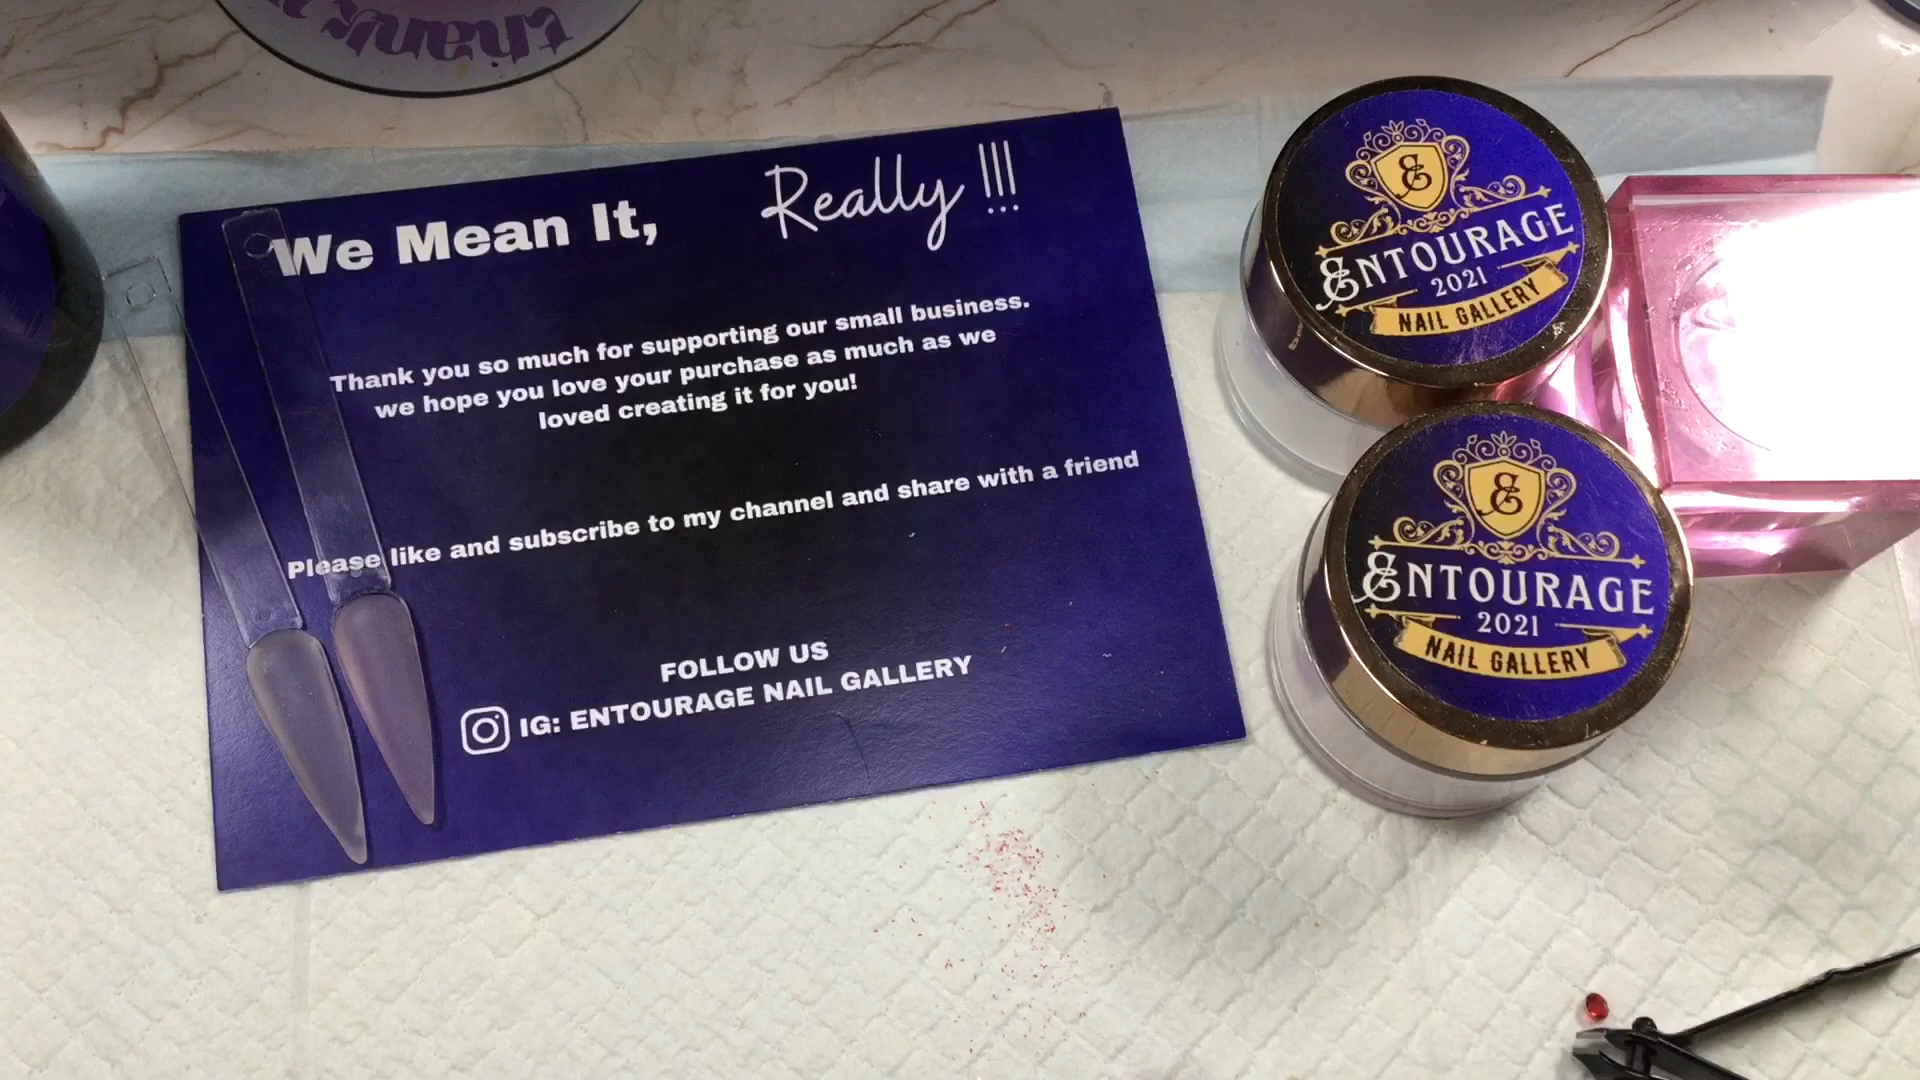 thanks
We Mean It, Really !!!
Thank you so much for supporting our small business.
we hope you love your purchase as much as we
loved creating it for you!
Please like and subscribe to my channel and share with a friend
FOLLOW US
IG: ENTOURAGE NAIL GALLERY
E
ENTOURAGE
2021
NAIL GALLERY
E
ENTOURAGE
2021
NAIL GALLERY